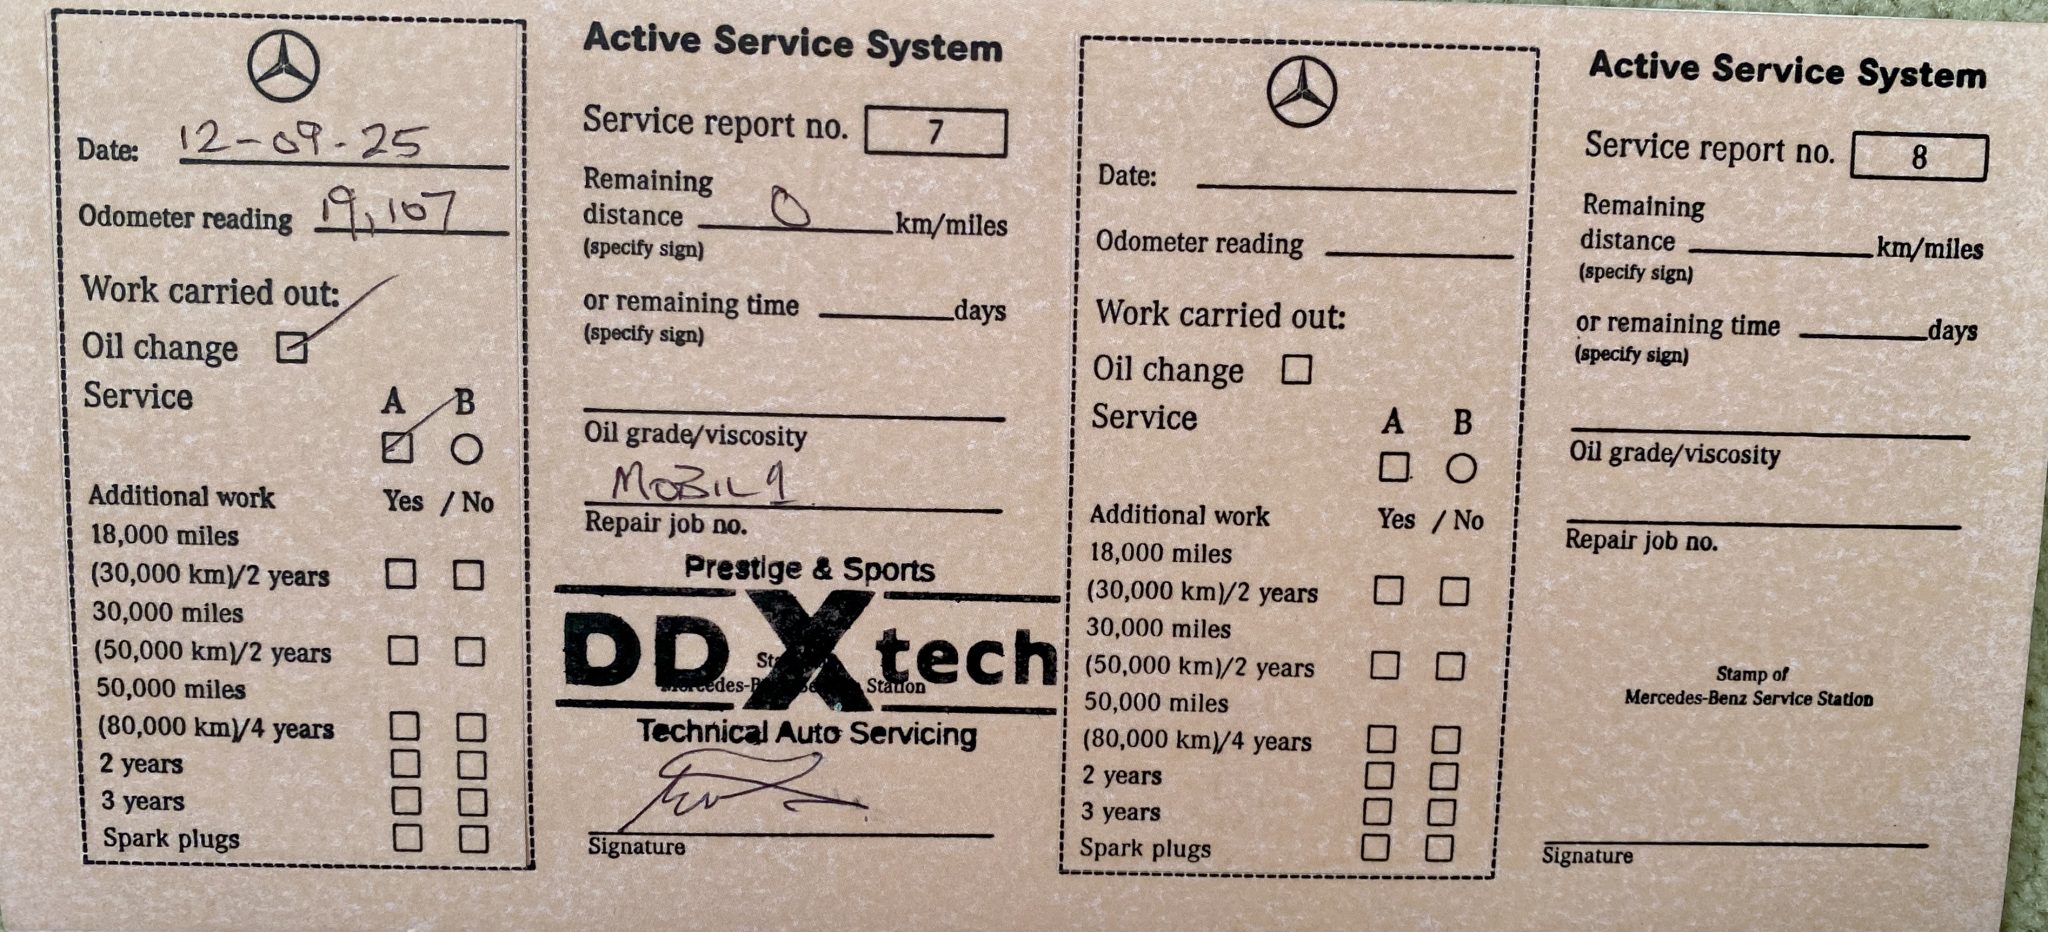 Date: 12-09-25
Odometer reading 19,107
Work carried out:
Oil change
Service A B
Additional work Yes / No
18,000 miles
(30,000 km)/2 years
30,000 miles
(50,000 km)/2 years
50,000 miles
(80,000 km)/4 years
2 years
3 years
Spark plugs
Active Service System
Service report no. 7
Remaining
distance 0 km/miles
(specify sign)
or remaining time days
(specify sign)
Oil grade/viscosity
MOBIL 1
Repair job no.
Prestige & Sports
DDXtech
Station
Technical Auto Servicing
Signature
Date:
Odometer reading
Work carried out:
Oil change
Service A B
Additional work Yes / No
18,000 miles
(30,000 km)/2 years
30,000 miles
(50,000 km)/2 years
50,000 miles
(80,000 km)/4 years
2 years
3 years
Spark plugs
Active Service System
Service report no. 8
Remaining
distance km/miles
(specify sign)
or remaining time days
(specify sign)
Oil grade/viscosity
Repair job no.
Stamp of
Mercedes-Benz Service Station
Signature